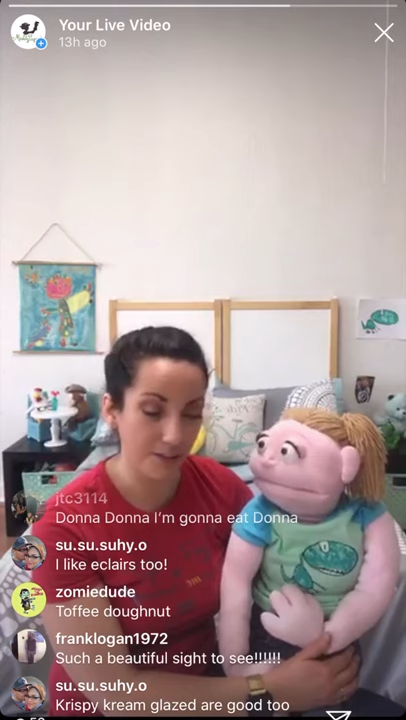 Your Live Video
13h ago
jtc3114
Donna Donna I'm gonna eat Donna
su.su.suhy.o
I like eclairs too!
zomiedude
Toffee doughnut
franklogan1972
Such a beautiful sight to see!!!!!!
su.su.suhy.o
Krispy kream glazed are good too